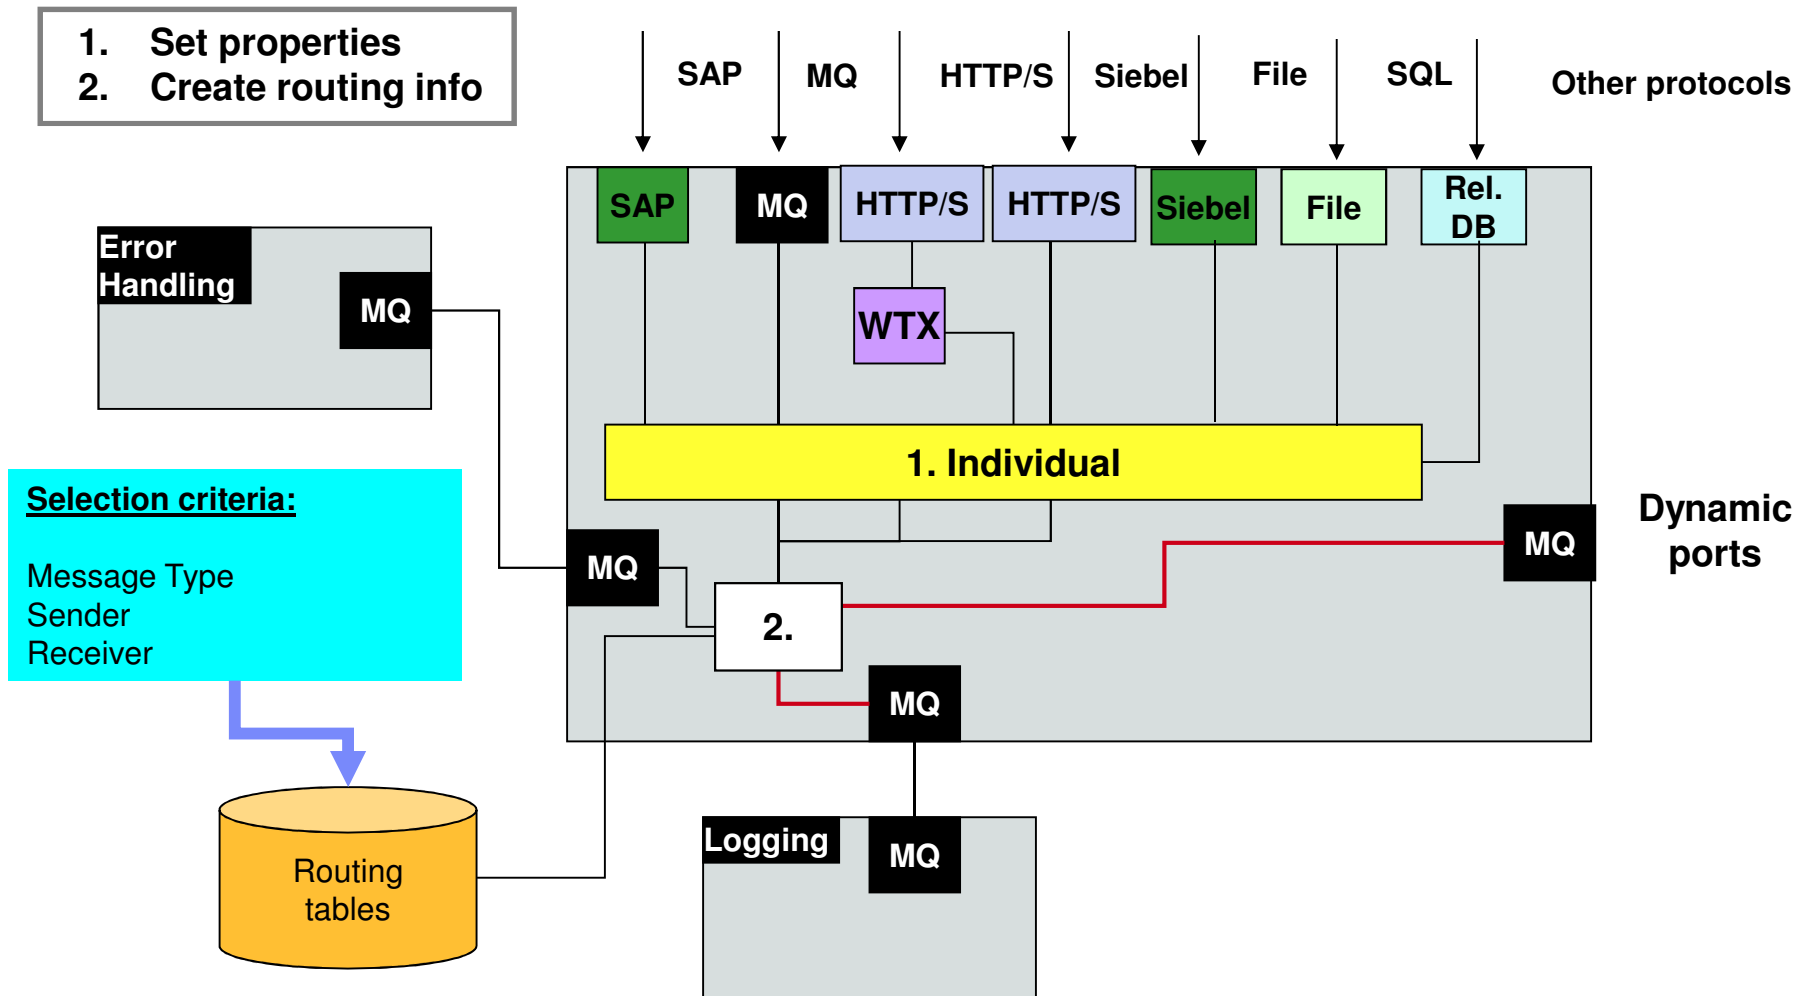 1. Set properties
2. Create routing info
SAP MQ HTTP/S Siebel File SQL Other protocols
SAP MQ HTTP/S HTTP/S Siebel File Rel.
DB
Error
Handling
MQ
WTX
1. Individual
Selection criteria:
Message Type
Sender
Receiver
MQ
MQ
Dynamic
ports
2.
MQ
Logging
MQ
Routing
tables